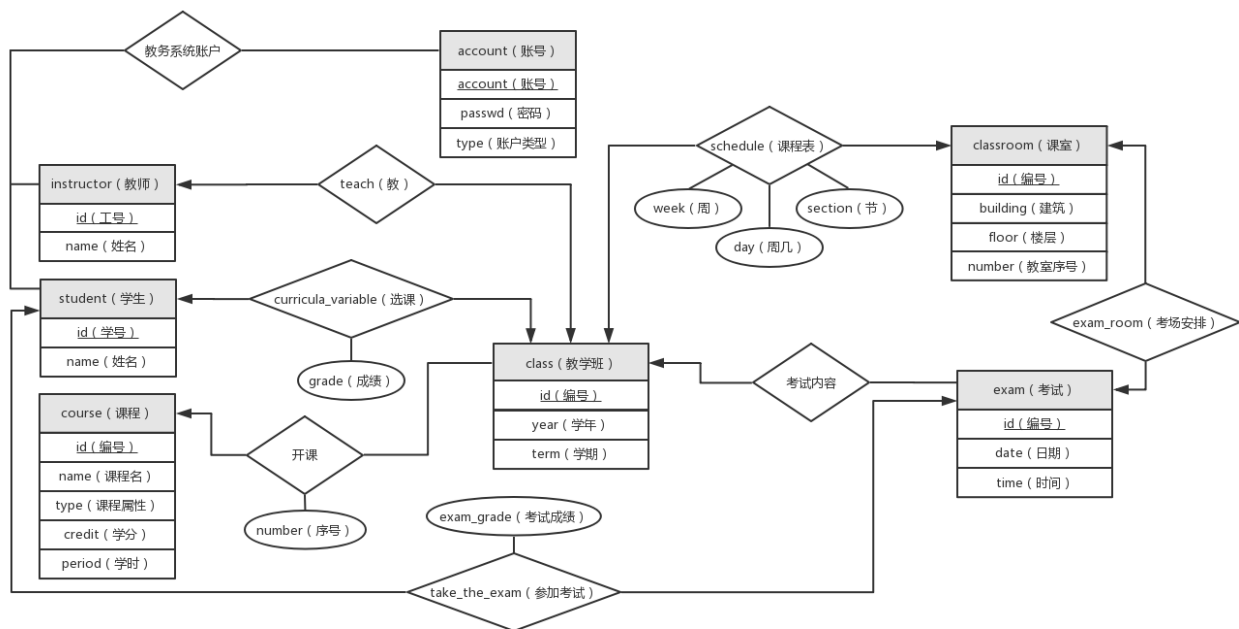 教务系统账户
account（账号）
account（账号）
passwd（密码）
type（账户类型）
instructor（教师）
id（工号）
name（姓名）
teach（教）
schedule（课程表）
week（周）
section（节）
day（周几）
classroom（课室）
id（编号）
building（建筑）
floor（楼层）
number（教室序号）
student（学生）
id（学号）
name（姓名）
curricula_variable（选课）
grade（成绩）
exam_room（考场安排）
class（教学班）
id（编号）
year（学年）
term（学期）
考试内容
exam（考试）
id（编号）
date（日期）
time（时间）
course（课程）
id（编号）
name（课程名）
type（课程属性）
credit（学分）
period（学时）
开课
number（序号）
exam_grade（考试成绩）
take_the_exam（参加考试）